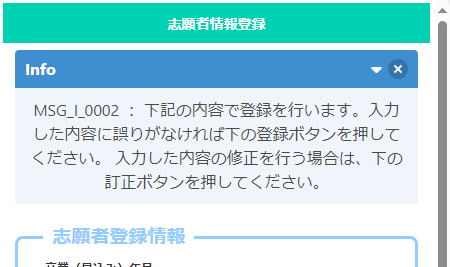 志願者情報登録
Info
MSG_I_0002 ： 下記の内容で登録を行います。入力
した内容に誤りがなければ下の登録ボタンを押して
ください。 入力した内容の修正を行う場合は、下の
訂正ボタンを押してください。
志願者登録情報